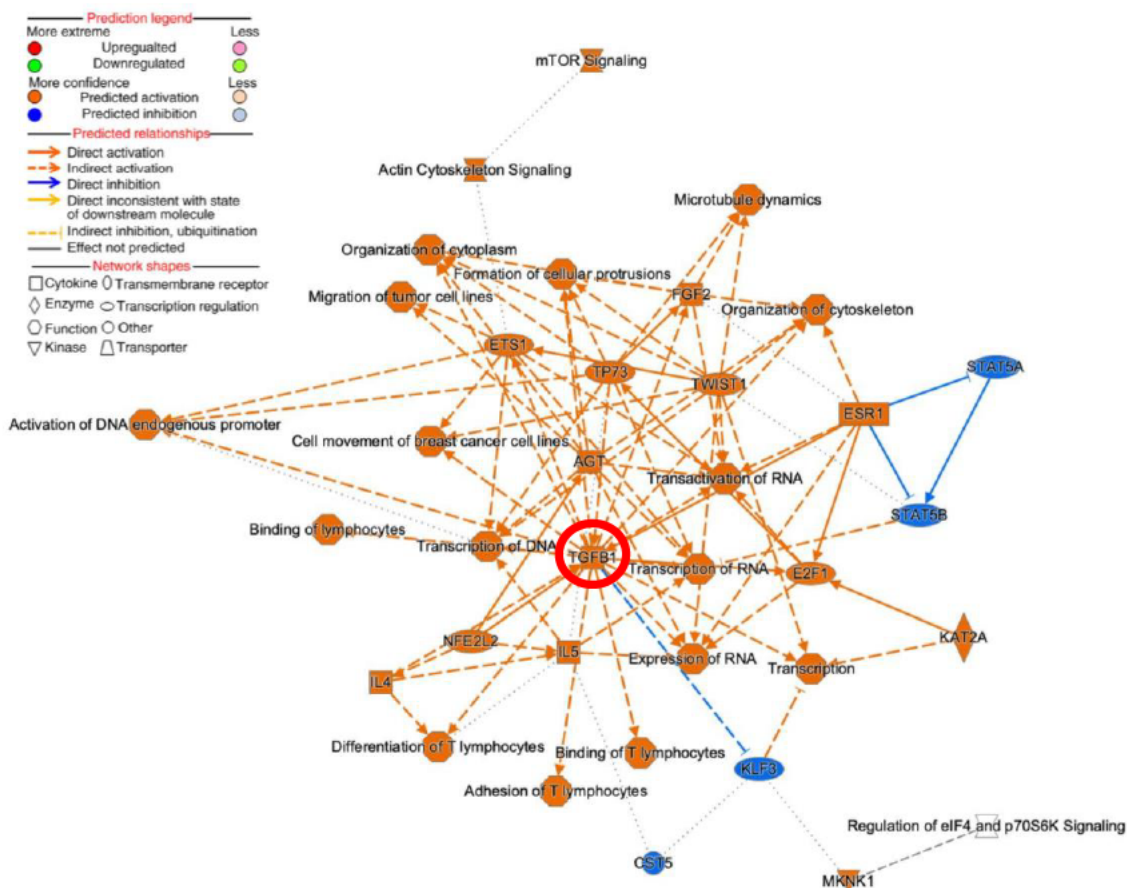 Prediction legend
More extreme Less
Upregualted
Downregulated
More confidence Less
Predicted activation
Predicted inhibition
Predicted relationships
Direct activation
Indirect activation
Direct inhibition
Direct inconsistent with state
of downstream molecule
Indirect inhibition, ubiquitination
Effect not predicted
Network shapes
Cytokine Transmembrane receptor
Enzyme Transcription regulation
Function Other
Kinase Transporter
mTOR Signaling
Actin Cytoskeleton Signaling
Microtubule dynamics
Organization of cytoplasm
Formation of cellular protrusions
Migration of tumor cell lines
FGF2
Organization of cytoskeleton
ETS1
TP73
TWIST1
STAT5A
ESR1
Activation of DNA endogenous promoter
Cell movement of breast cancer cell lines
AGT
Transactivation of RNA
STAT5B
Binding of lymphocytes
Transcription of DNA
TGFB1
Transcription of RNA
E2F1
NFE2L2
IL5
Expression of RNA
Transcription
KAT2A
IL4
Differentiation of T lymphocytes
Binding of T lymphocytes
KLF3
Adhesion of T lymphocytes
Regulation of eIF4 and p70S6K Signaling
CST5
MKNK1